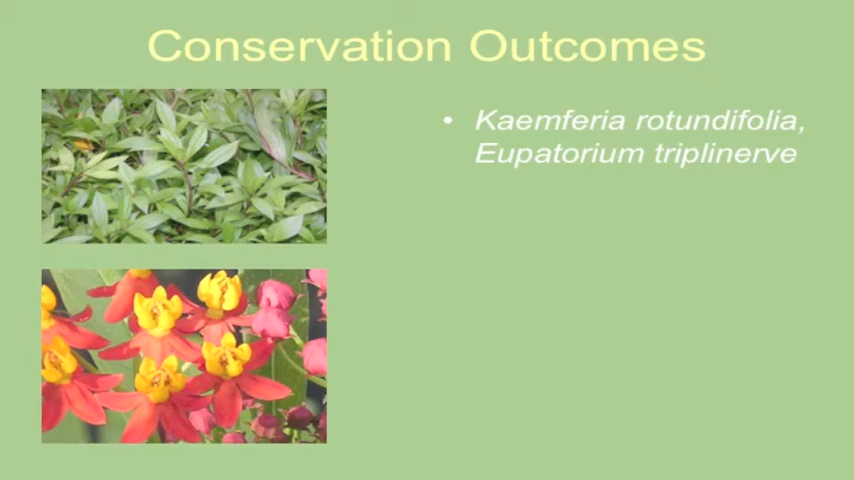 Conservation Outcomes
• Kaemferia rotundifolia,
Eupatorium triplinerve